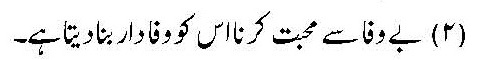 (۲) بے وفا سے محبت کرنا اس کو وفادار بنا دیتا ہے۔